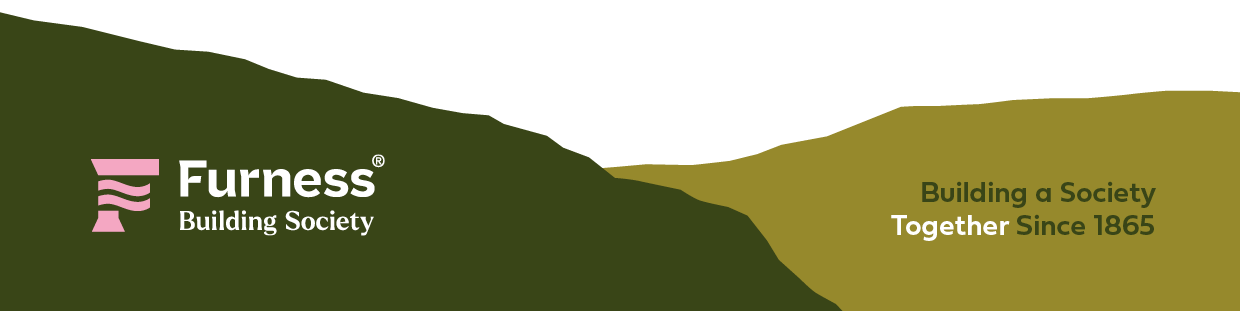 Furness®
Building Society
Building a Society
Together Since 1865